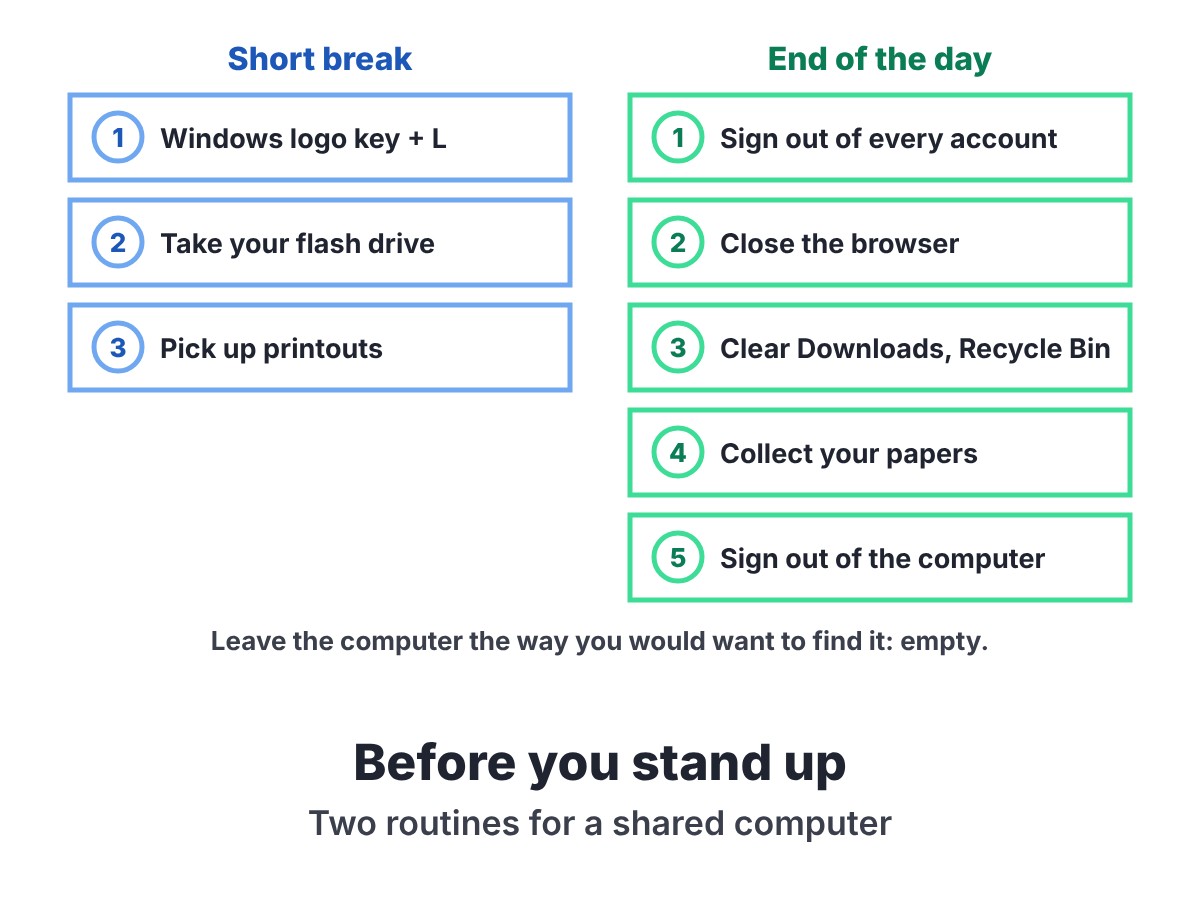 Short break
1 Windows logo key + L
2 Take your flash drive
3 Pick up printouts
End of the day
1 Sign out of every account
2 Close the browser
3 Clear Downloads, Recycle Bin
4 Collect your papers
5 Sign out of the computer
Leave the computer the way you would want to find it: empty.
Before you stand up
Two routines for a shared computer